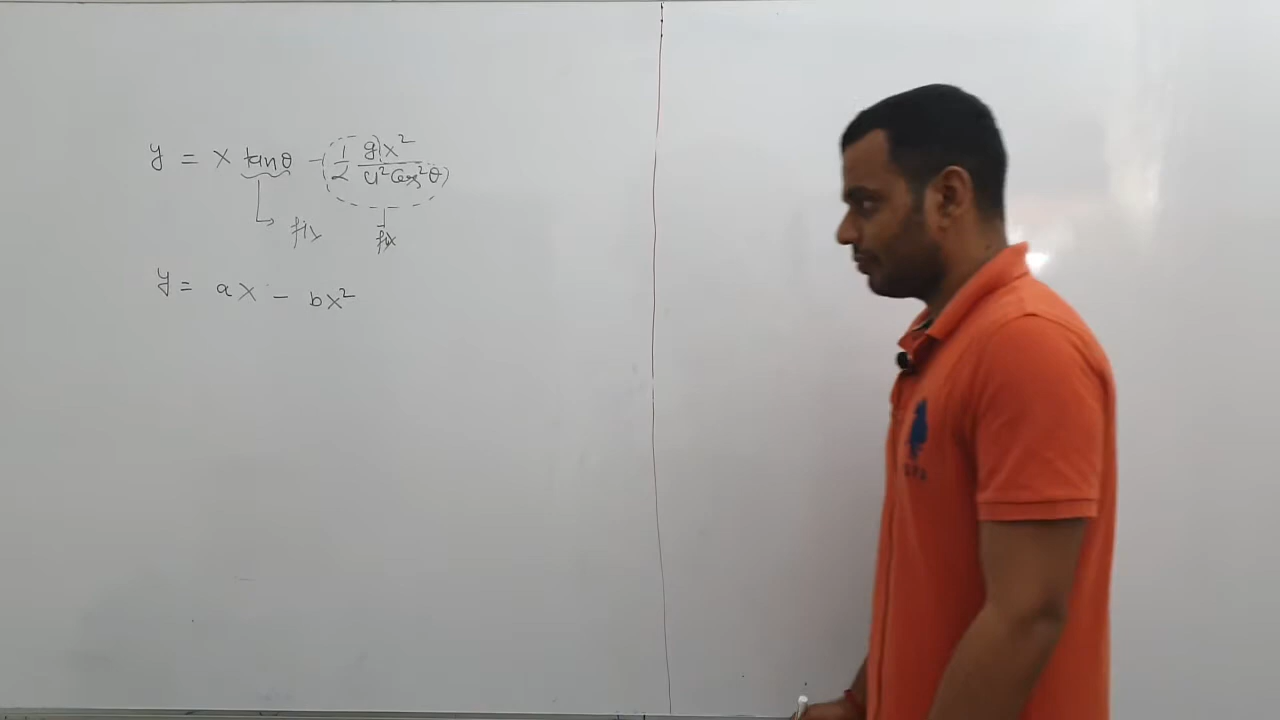 y = x tanθ - 1/2 gx²/u²Cos²θ
fix fix
y = ax - bx²